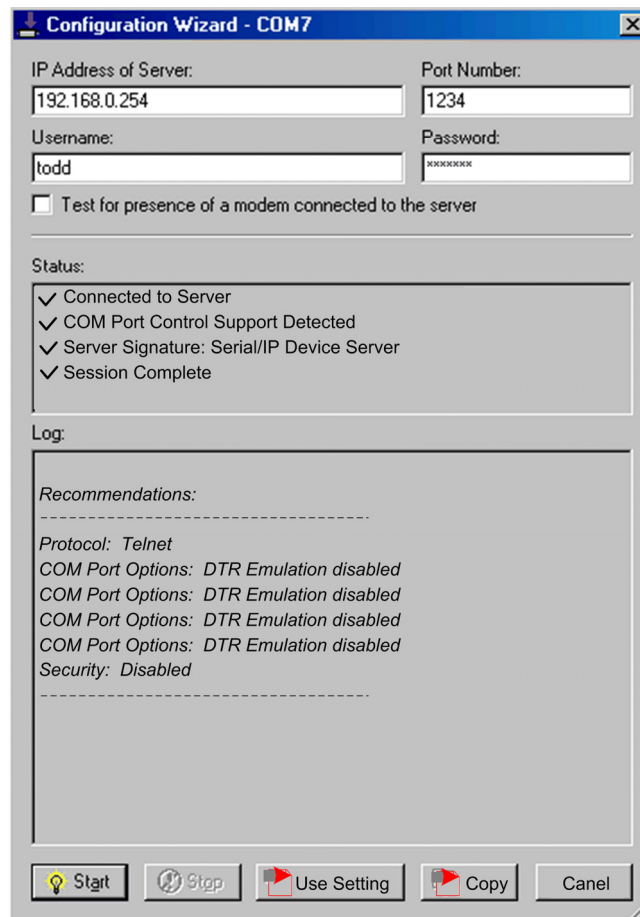 Configuration Wizard - COM7
IP Address of Server:
Port Number:
192.168.0.254
1234
Username:
Password:
todd
*******
Test for presence of a modem connected to the server
Status:
Connected to Server
COM Port Control Support Detected
Server Signature: Serial/IP Device Server
Session Complete
Log:
Recommendations:
Protocol: Telnet
COM Port Options: DTR Emulation disabled
COM Port Options: DTR Emulation disabled
COM Port Options: DTR Emulation disabled
COM Port Options: DTR Emulation disabled
Security: Disabled
Start
Stop
Use Setting
Copy
Canel